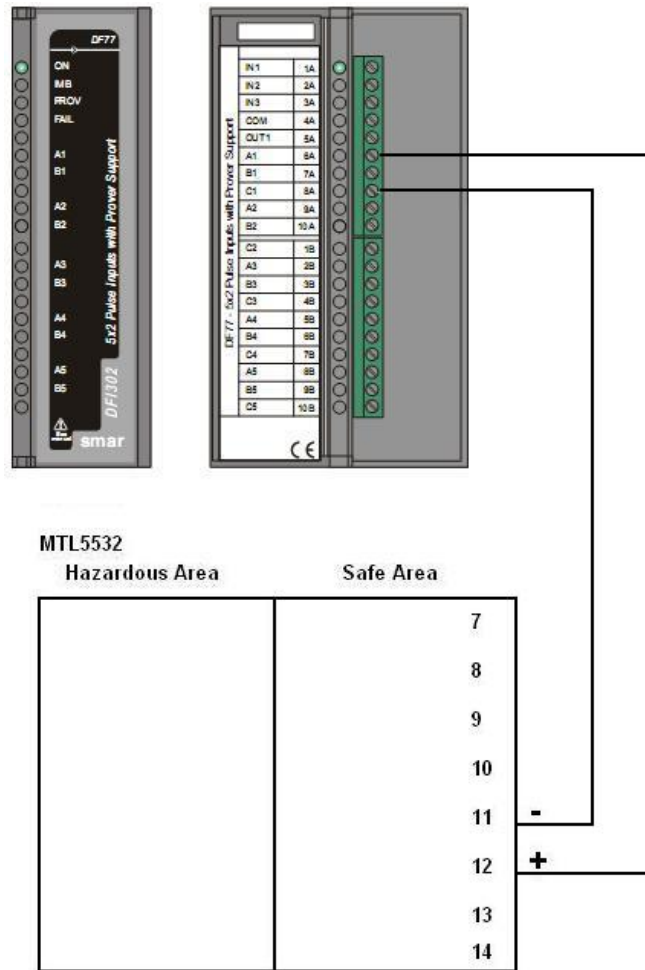 DF77
ON
IMB
PROV
FAIL
A1
B1
A2
B2
A3
B3
A4
B4
A5
B5
5x2 Pulse Inputs with Prover Support
DFI302
smar
DF77 - 5x2 Pulse Inputs with Prover Support
IN1 1A
IN2 2A
IN3 3A
COM 4A
OUT1 5A
A1 6A
B1 7A
C1 8A
A2 9A
B2 10A
C2 1B
A3 2B
B3 3B
C3 4B
A4 5B
B4 6B
C4 7B
A5 8B
B5 9B
C5 10B
CE
MTL5532
Hazardous Area Safe Area
7
8
9
10
11 -
12 +
13
14